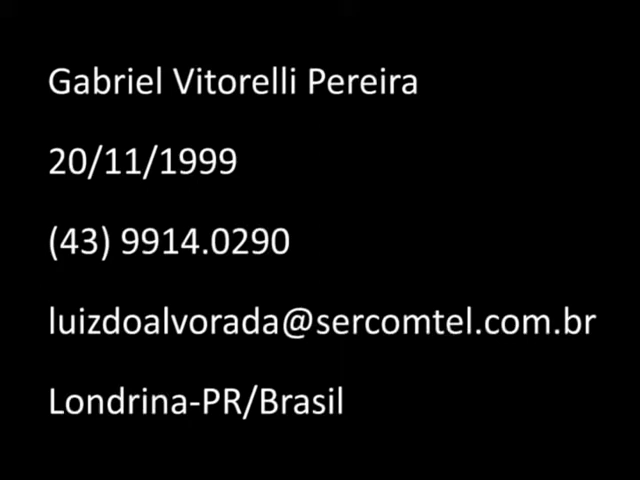 Gabriel Vitorelli Pereira
20/11/1999
(43) 9914.0290
luizdoalvorada@sercomtel.com.br
Londrina-PR/Brasil